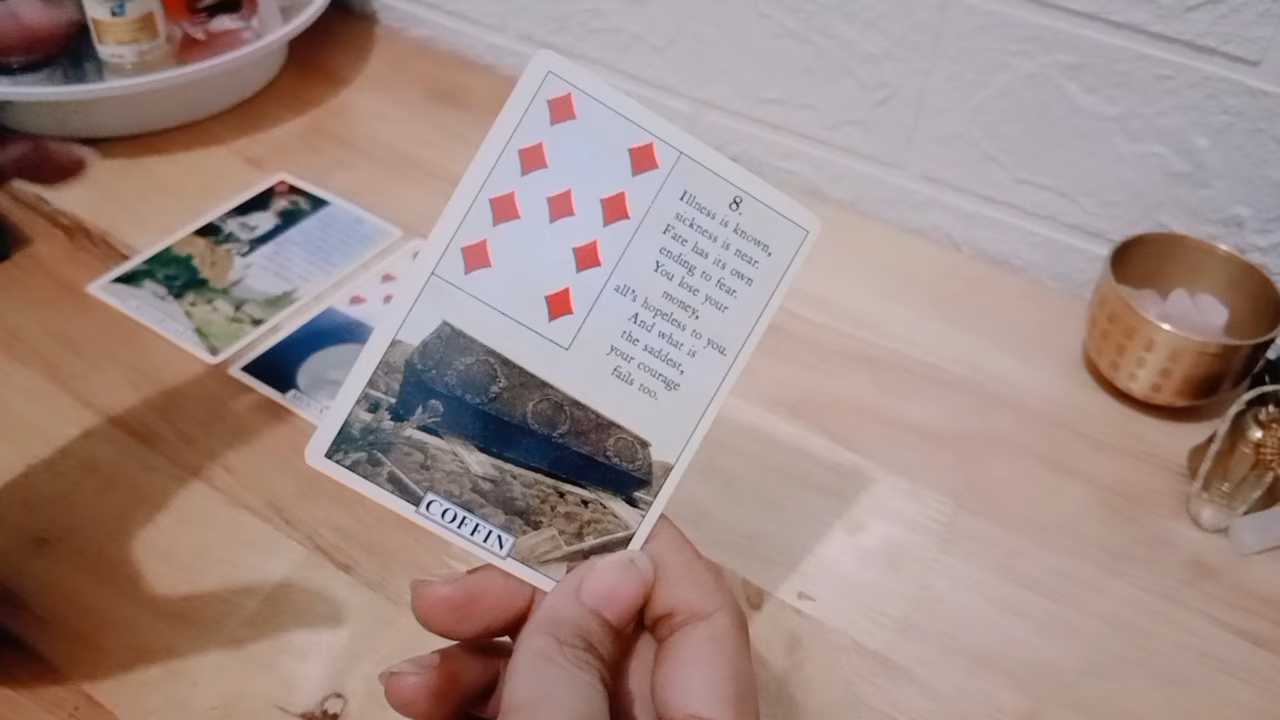 8.
Illness is known,
sickness is near.
Fate has its own
ending to fear.
You lose your
money,
all's hopeless to you.
And what is
the saddest,
your courage
fails too.
COFFIN